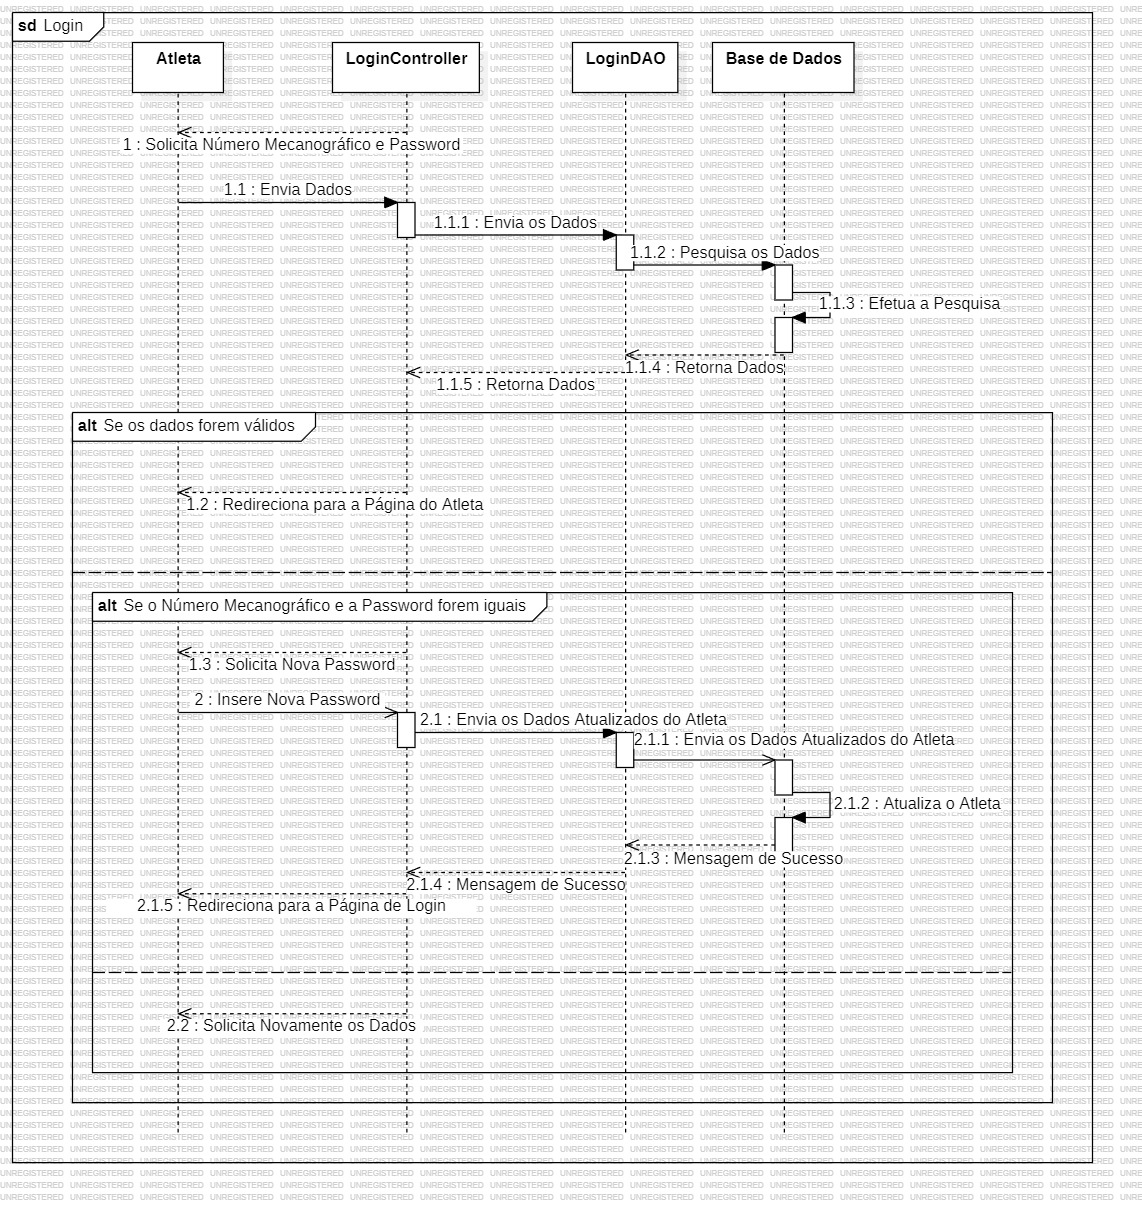 sd Login
Atleta
LoginController
LoginDAO
Base de Dados
1 : Solicita Número Mecanográfico e Password
1.1 : Envia Dados
1.1.1 : Envia os Dados
1.1.2 : Pesquisa os Dados
1.1.3 : Efetua a Pesquisa
1.1.4 : Retorna Dados
1.1.5 : Retorna Dados
alt Se os dados forem válidos
1.2 : Redireciona para a Página do Atleta
alt Se o Número Mecanográfico e a Password forem iguais
1.3 : Solicita Nova Password
2 : Insere Nova Password
2.1 : Envia os Dados Atualizados do Atleta
2.1.1 : Envia os Dados Atualizados do Atleta
2.1.2 : Atualiza o Atleta
2.1.3 : Mensagem de Sucesso
2.1.4 : Mensagem de Sucesso
2.1.5 : Redireciona para a Página de Login
2.2 : Solicita Novamente os Dados
UNREGISTERED